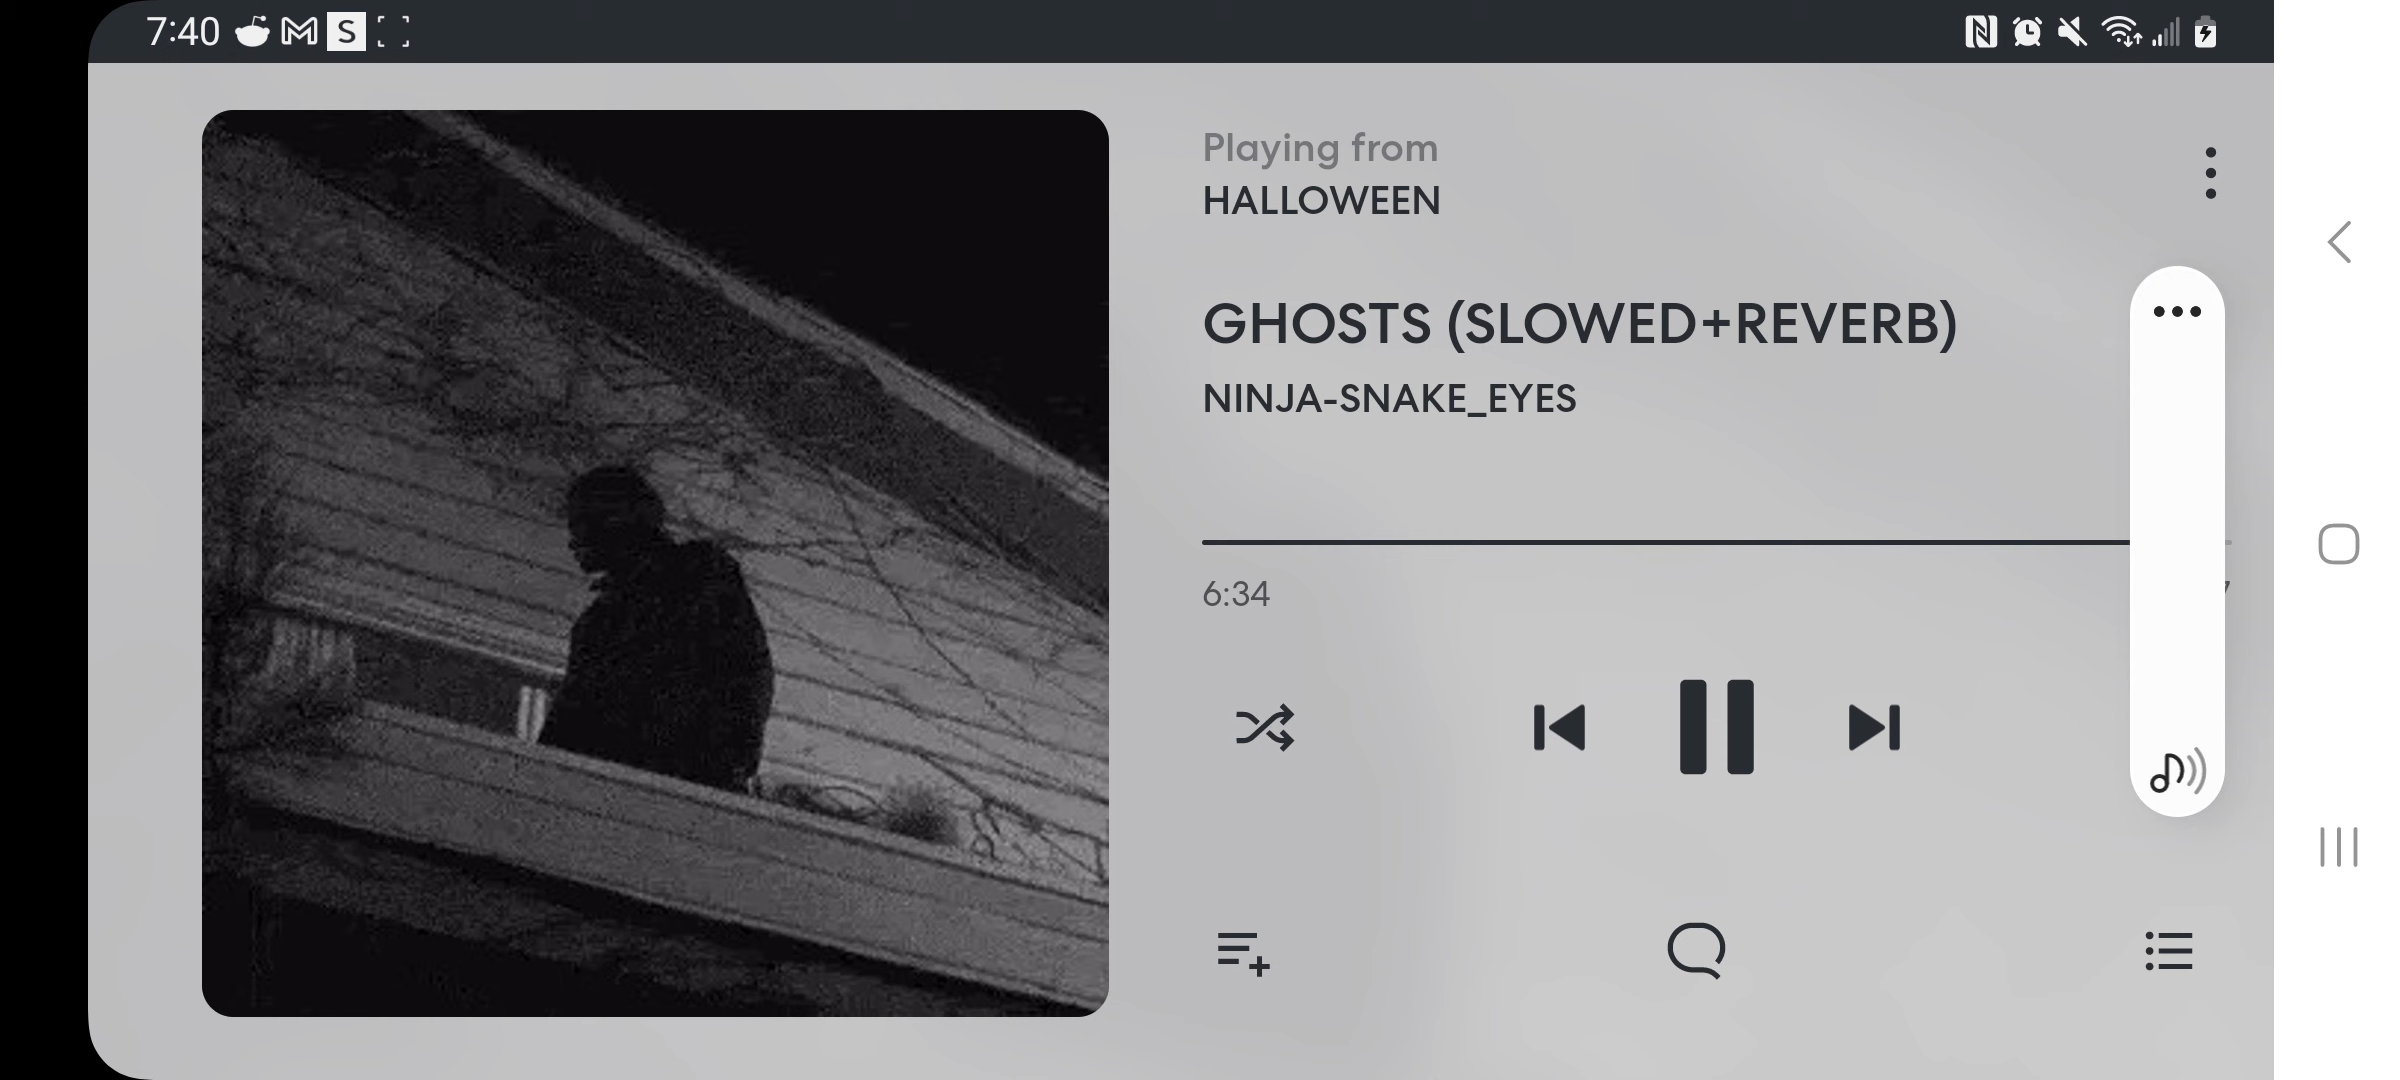 7:40 S
Playing from
HALLOWEEN
GHOSTS (SLOWED+REVERB)
NINJA-SNAKE_EYES
6:34